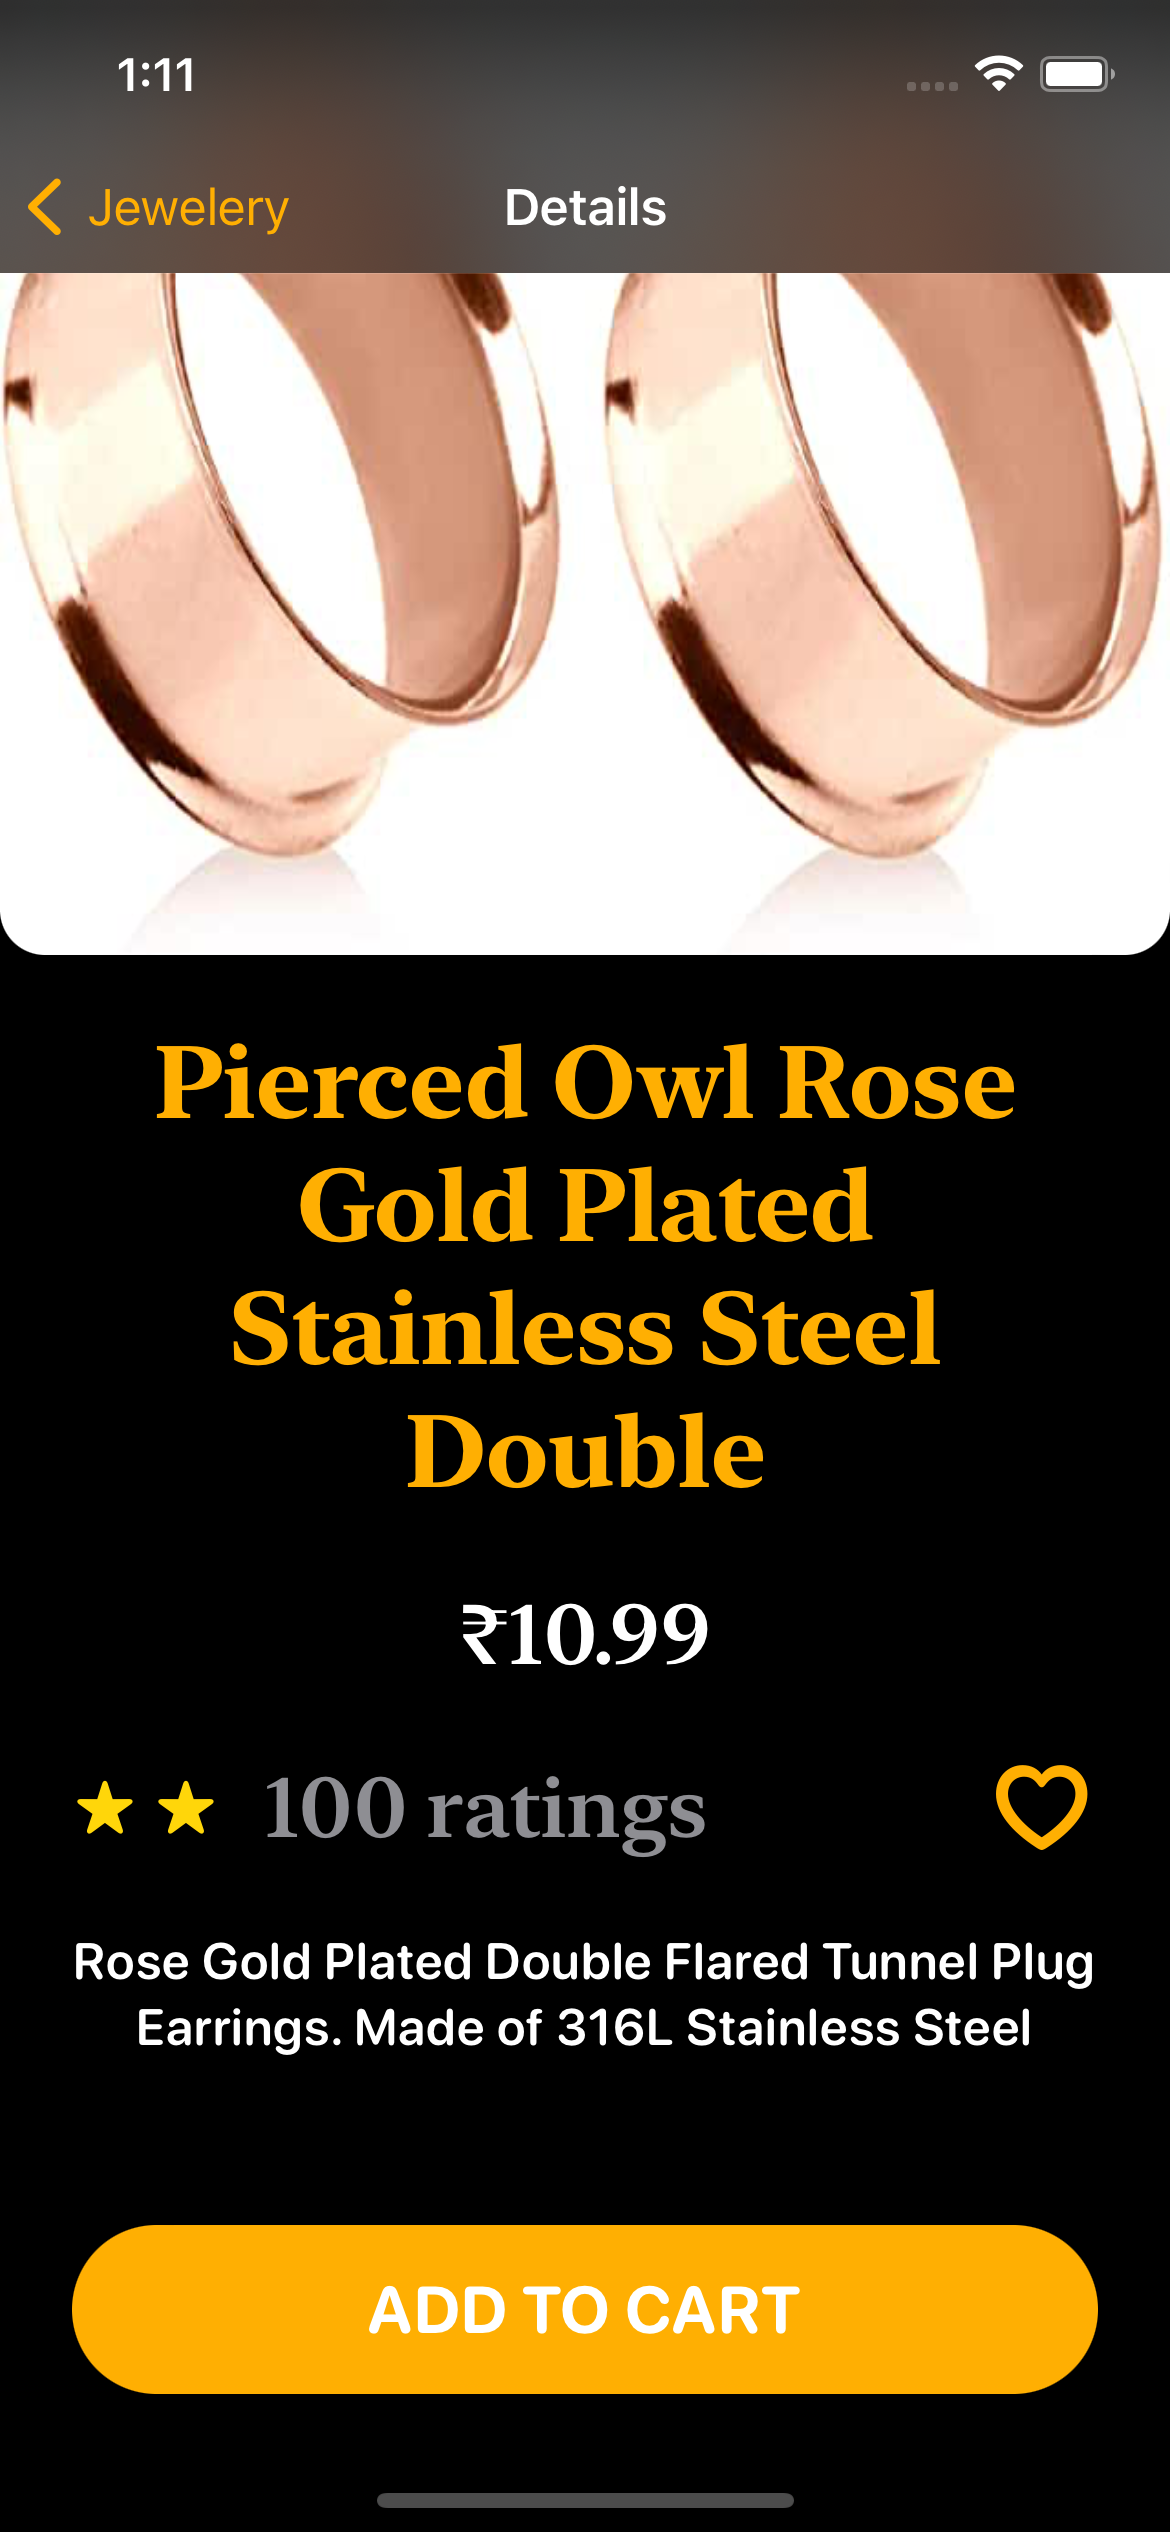 1:11
Jewelery
Details
Pierced Owl Rose
Gold Plated
Stainless Steel
Double
₹10.99
100 ratings
Rose Gold Plated Double Flared Tunnel Plug
Earrings. Made of 316L Stainless Steel
ADD TO CART